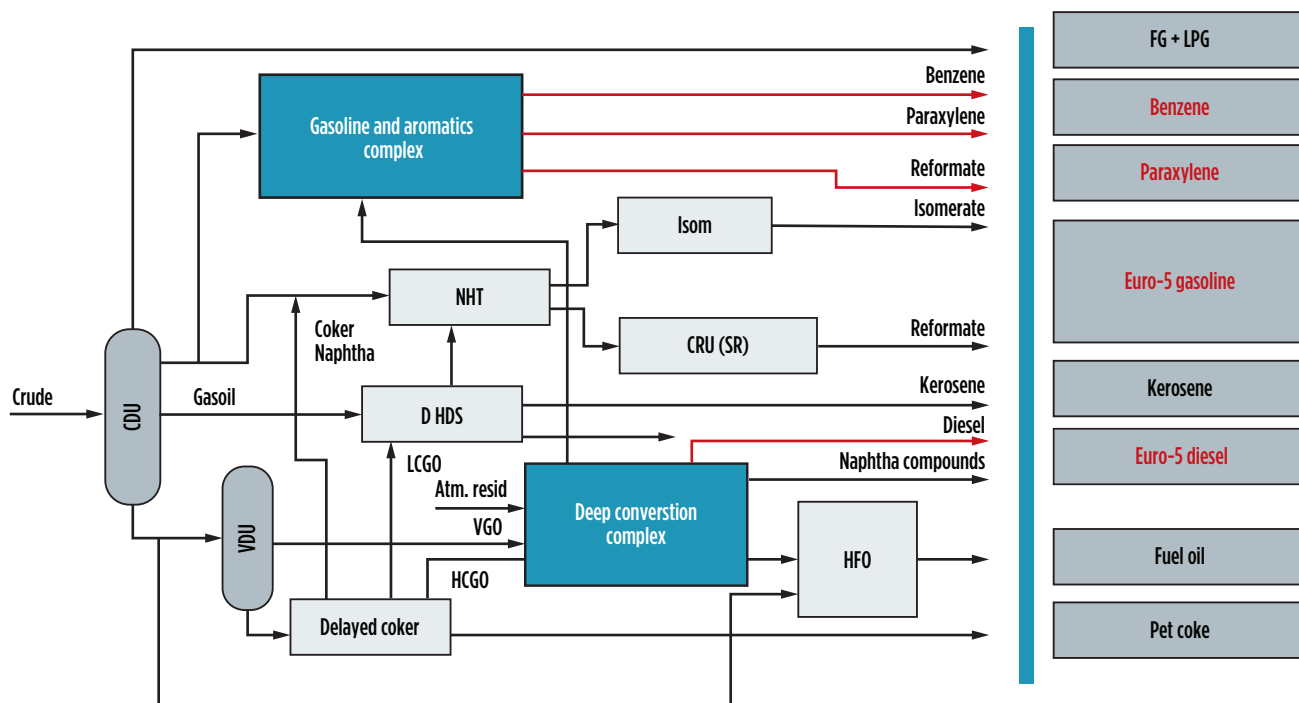 FG + LPG
Benzene
Benzene
Gasoline and aromatics
complex
Paraxylene
Paraxylene
Reformate
Isomerate
Isom
Euro-5 gasoline
NHT
Coker
Naphtha
CRU (SR)
Reformate
Crude
CDU
Gasoil
D HDS
Kerosene
Kerosene
Diesel
Euro-5 diesel
LCGO
Naphtha compounds
Atm. resid
VDU
VGO
Deep converstion
complex
HCGO
HFO
Fuel oil
Delayed coker
Pet coke